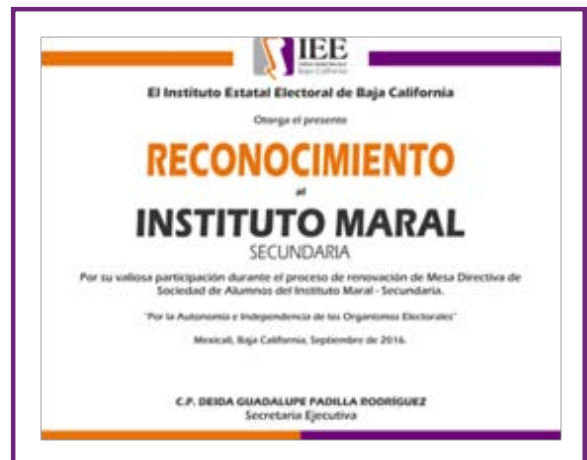 IEE
Baja California
El Instituto Estatal Electoral de Baja California
Otorga el presente
RECONOCIMIENTO
al
INSTITUTO MARAL
SECUNDARIA
Por su valiosa participación durante el proceso de renovación de Mesa Directiva de
Sociedad de Alumnos del Instituto Maral - Secundaria.
"Por la Autonomía e Independencia de los Organismos Electorales"
Mexicali, Baja California, Septiembre de 2016.
C.P. DEIDA GUADALUPE PADILLA RODRÍGUEZ
Secretaria Ejecutiva